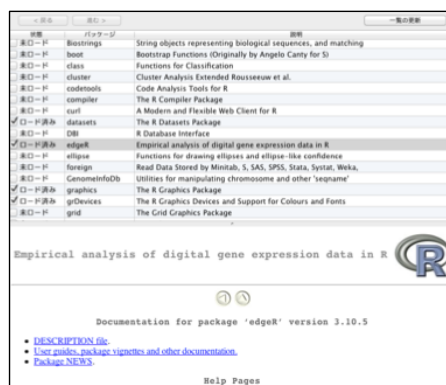 < 戻る 進む > 一覧の更新
状態 パッケージ 説明
未ロード Biostrings String objects representing biological sequences, and matching
未ロード boot Bootstrap Functions (Originally by Angelo Canty for S)
未ロード class Functions for Classification
未ロード cluster Cluster Analysis Extended Rousseeuw et al.
未ロード codetools Code Analysis Tools for R
未ロード compiler The R Compiler Package
未ロード curl A Modern and Flexible Web Client for R
ロード済み datasets The R Datasets Package
未ロード DBI R Database Interface
未ロード edgeR Empirical analysis of digital gene expression data in R
未ロード ellipse Functions for drawing ellipses and ellipse-like confidence
未ロード foreign Read Data Stored by Minitab, S, SAS, SPSS, Stata, Systat, Weka,
未ロード GenomeInfoDb Utilities for manipulating chromosome and other 'seqname'
ロード済み graphics The R Graphics Package
ロード済み grDevices The R Graphics Devices and Support for Colours and Fonts
未ロード grid The Grid Graphics Package
Empirical analysis of digital gene expression data in R
R
Documentation for package 'edgeR' version 3.10.5
DESCRIPTION file.
User guides, package vignettes and other documentation.
Package NEWS.
Help Pages